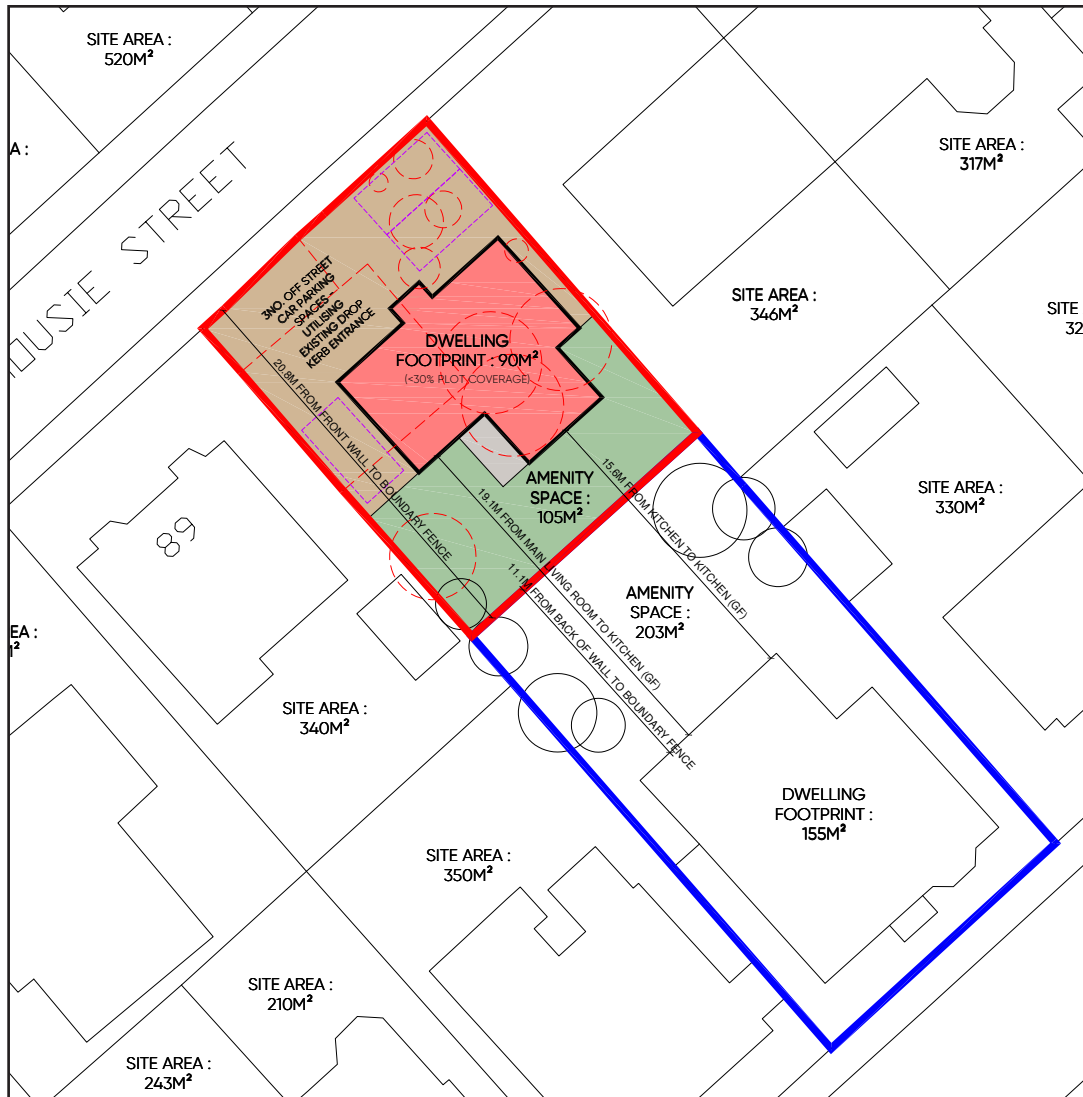 SITE AREA :
520M²
A :
OUSIE STREET
SITE AREA :
317M²
SITE AREA :
346M²
SITE
32
3NO. OFF STREET
CAR PARKING
SPACES -
UTILISING
EXISTING DROP
KERB ENTRANCE
DWELLING
FOOTPRINT : 90M²
(<30% PLOT COVERAGE)
20.8M FROM FRONT WALL TO BOUNDARY FENCE
19.1M FROM MAIN LIVING ROOM TO KITCHEN (GF)
11.1M FROM BACK OF WALL TO BOUNDARY FENCE
15.6M FROM KITCHEN TO KITCHEN (GF)
AMENITY
SPACE :
105M²
SITE AREA :
330M²
89
AMENITY
SPACE :
203M²
EA :
1²
SITE AREA :
340M²
DWELLING
FOOTPRINT :
155M²
SITE AREA :
350M²
SITE AREA :
210M²
SITE AREA :
243M²